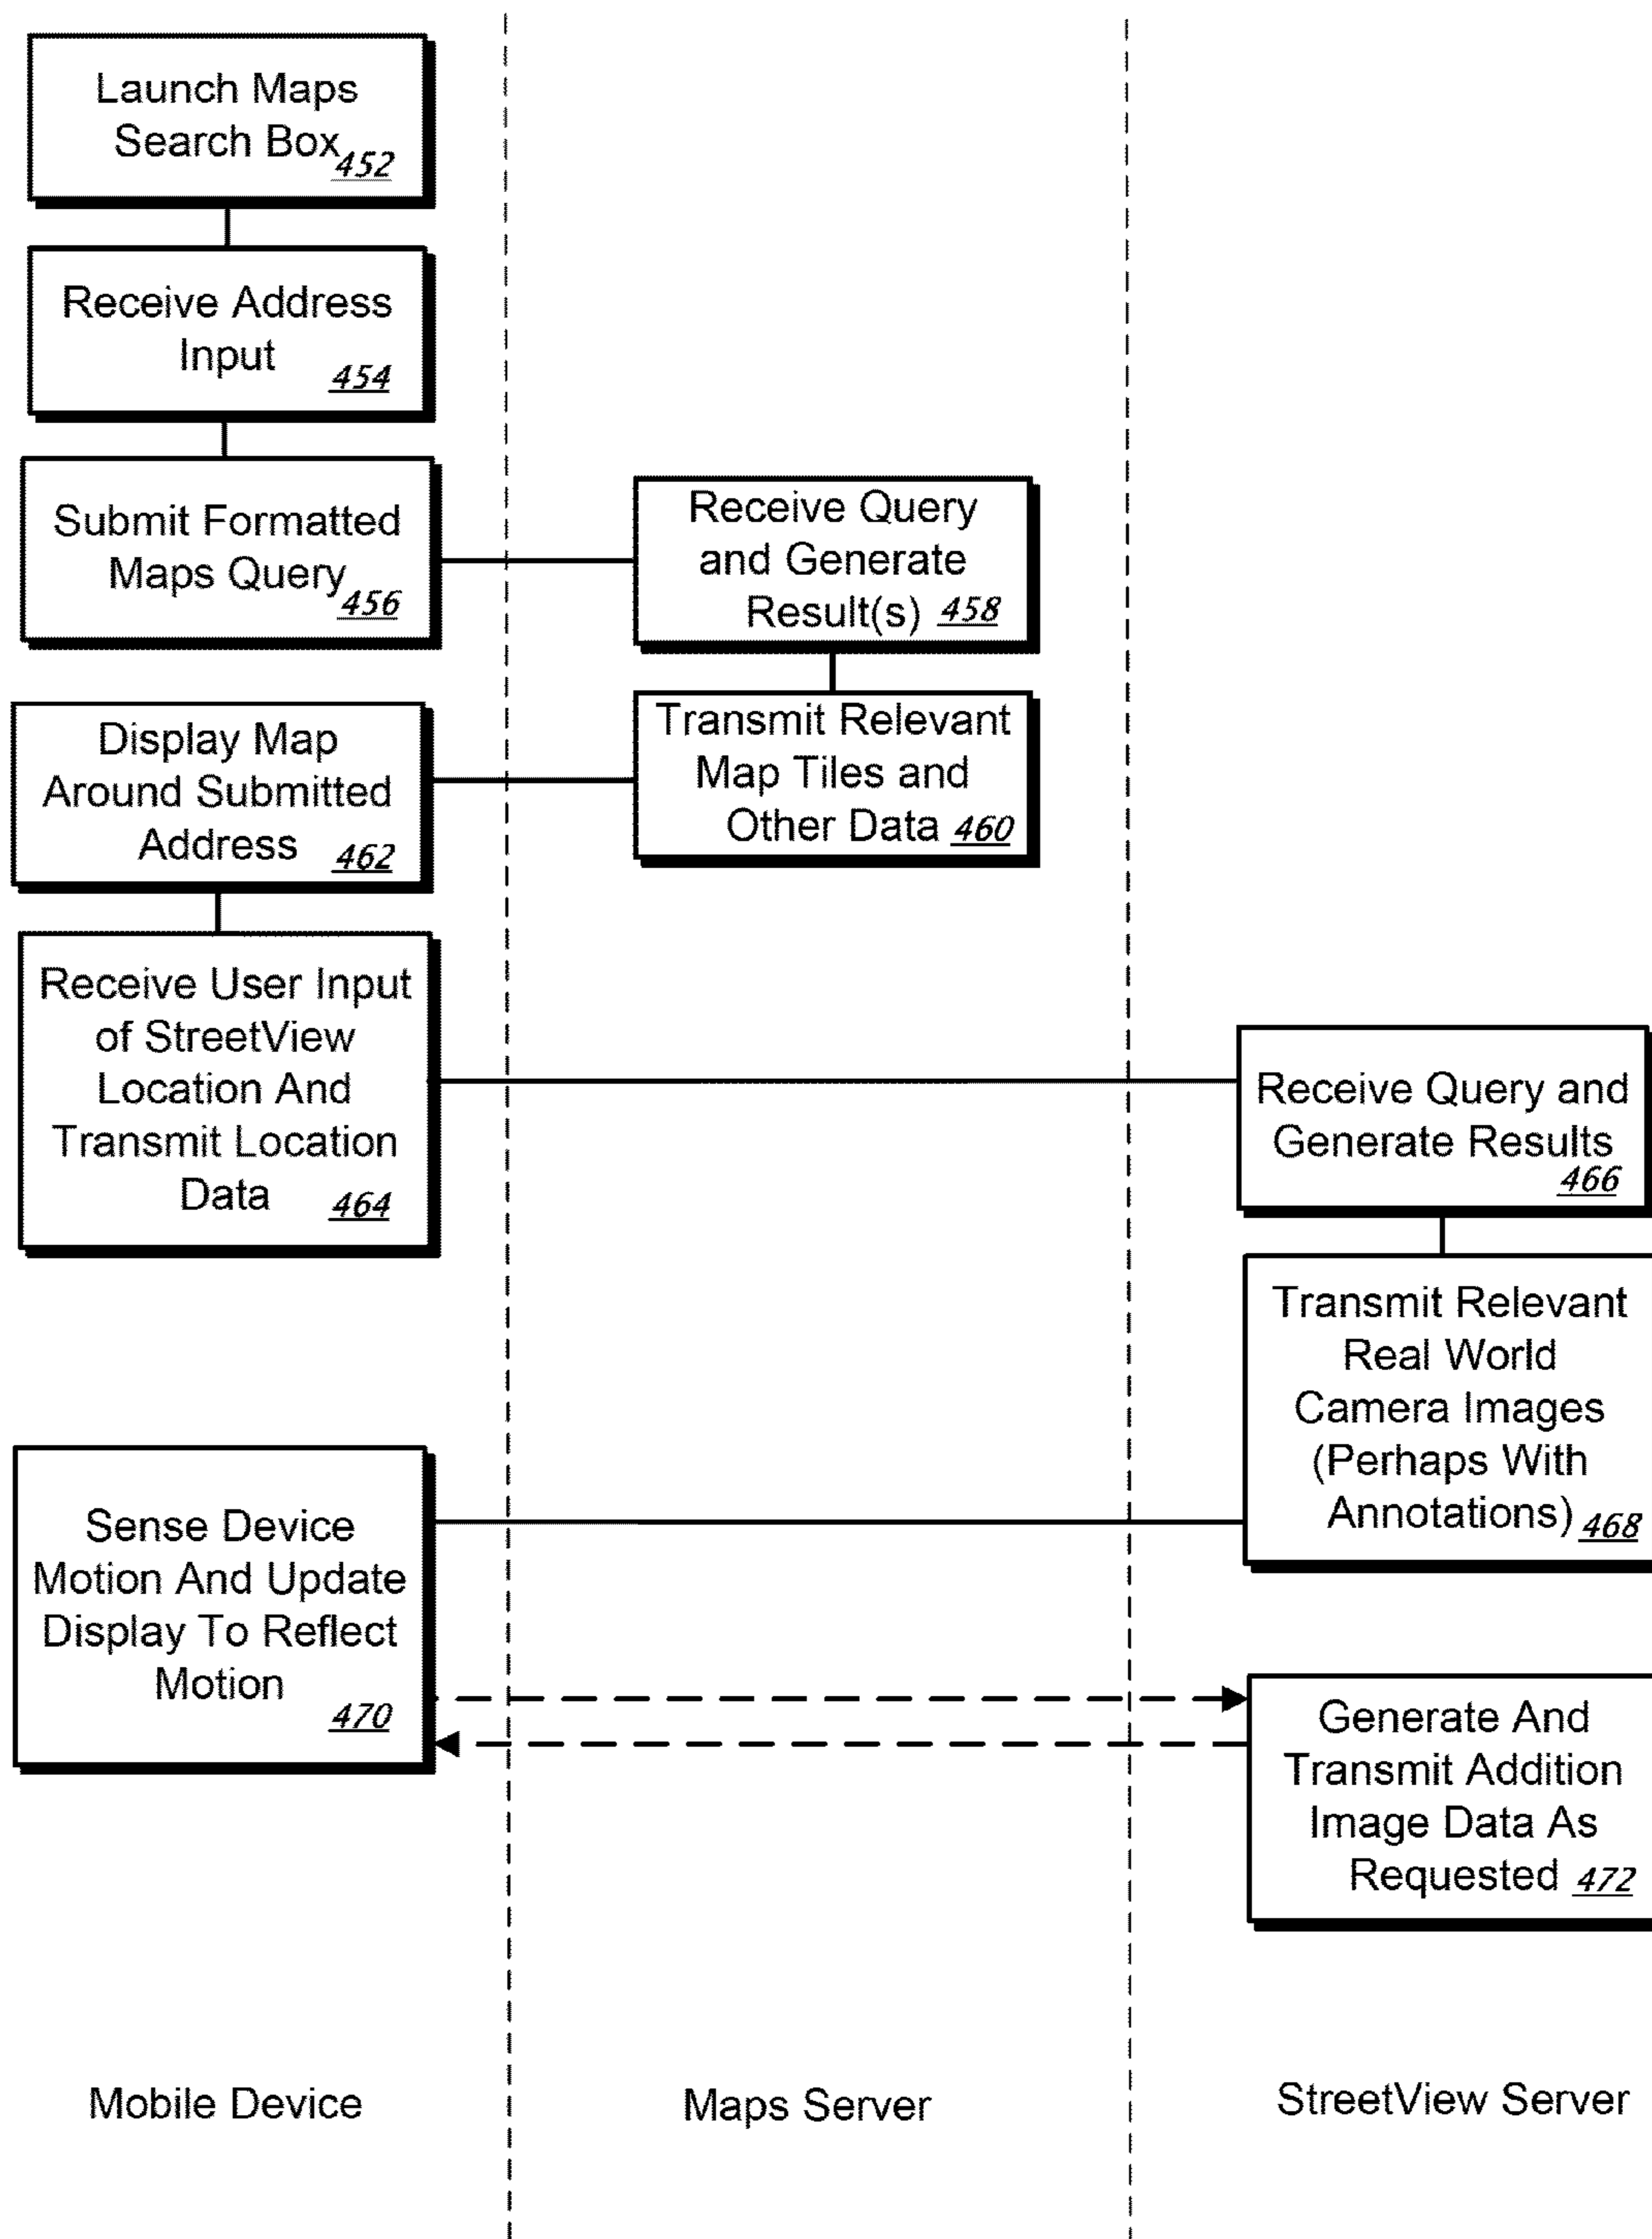 Launch Maps
Search Box 452
Receive Address
Input 454
Submit Formatted
Maps Query 456
Receive Query
and Generate
Result(s) 458
Transmit Relevant
Map Tiles and
Other Data 460
Display Map
Around Submitted
Address 462
Receive User Input
of StreetView
Location And
Transmit Location
Data 464
Receive Query and
Generate Results
466
Transmit Relevant
Real World
Camera Images
(Perhaps With
Annotations) 468
Sense Device
Motion And Update
Display To Reflect
Motion
470
Generate And
Transmit Addition
Image Data As
Requested 472
Mobile Device
Maps Server
StreetView Server